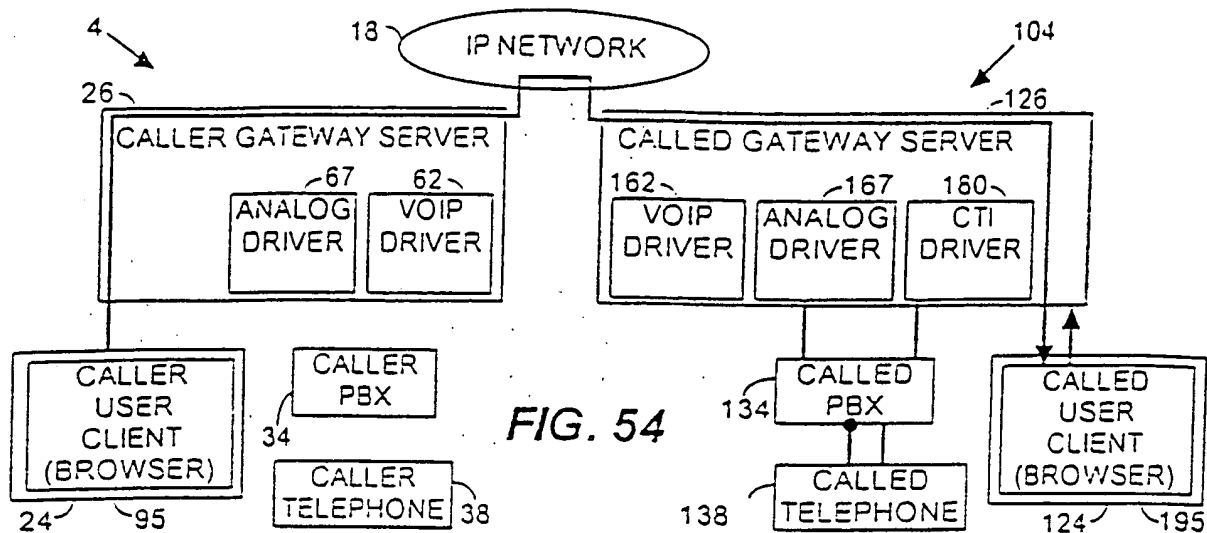 4
18
IP NETWORK
104
26
126
CALLER GATEWAY SERVER
CALLED GATEWAY SERVER
67
62
162
167
180
ANALOG
DRIVER
VOIP
DRIVER
VOIP
DRIVER
ANALOG
DRIVER
CTI
DRIVER
CALLER
USER
CLIENT
(BROWSER)
24
95
CALLER
PBX
34
CALLER
TELEPHONE
38
FIG. 54
CALLED
PBX
134
CALLED
TELEPHONE
138
CALLED
USER
CLIENT
(BROWSER)
124
195